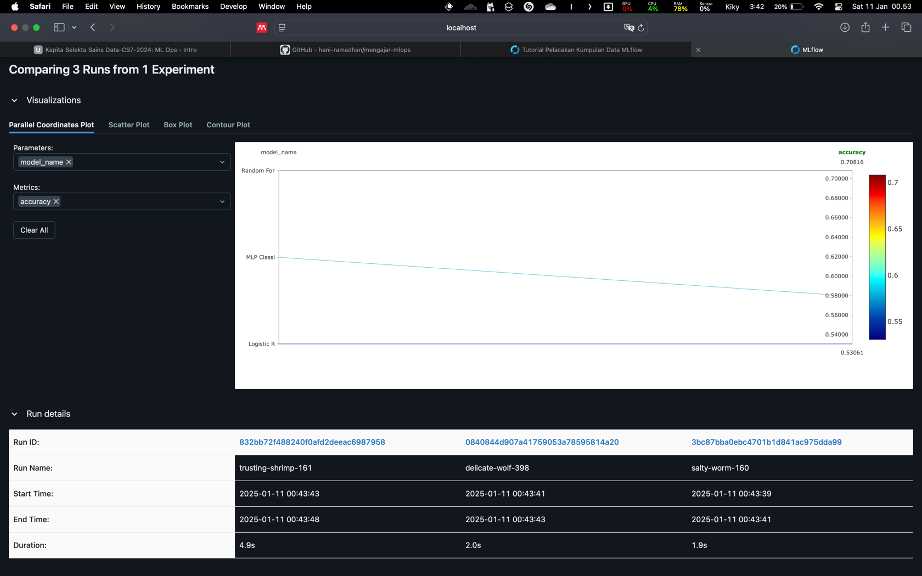 Safari File Edit View History Bookmarks Develop Window Help
3:42 CPU 4% RAM 78% 0% Kiky 20% Sat 11 Jan 00.53
localhost
Kapita Selekta Sains Data-CS7-2024: ML Ops - Intro
GitHub - hani-ramadhan/mengajar-mlops
Tutorial Pelacakan Kumpulan Data MLflow
MLflow
Comparing 3 Runs from 1 Experiment
Visualizations
Parallel Coordinates Plot Scatter Plot Box Plot Contour Plot
Parameters:
model_name
Metrics:
accuracy
Clear All
model_name
Random For
MLP Classi
Logistic R
accuracy
0.70816
0.70000
0.68000
0.66000
0.64000
0.62000
0.60000
0.58000
0.56000
0.54000
0.53061
0.7
0.65
0.6
0.55
Run details
Run ID: 832bb72f488240f0afd2deeac6987958 0840844d907a41759053a78595814a20 3bc87bba0ebc4701b1d841ac975dda99
Run Name: trusting-shrimp-161 delicate-wolf-398 salty-worm-160
Start Time: 2025-01-11 00:43:43 2025-01-11 00:43:41 2025-01-11 00:43:39
End Time: 2025-01-11 00:43:48 2025-01-11 00:43:43 2025-01-11 00:43:41
Duration: 4.9s 2.0s 1.9s